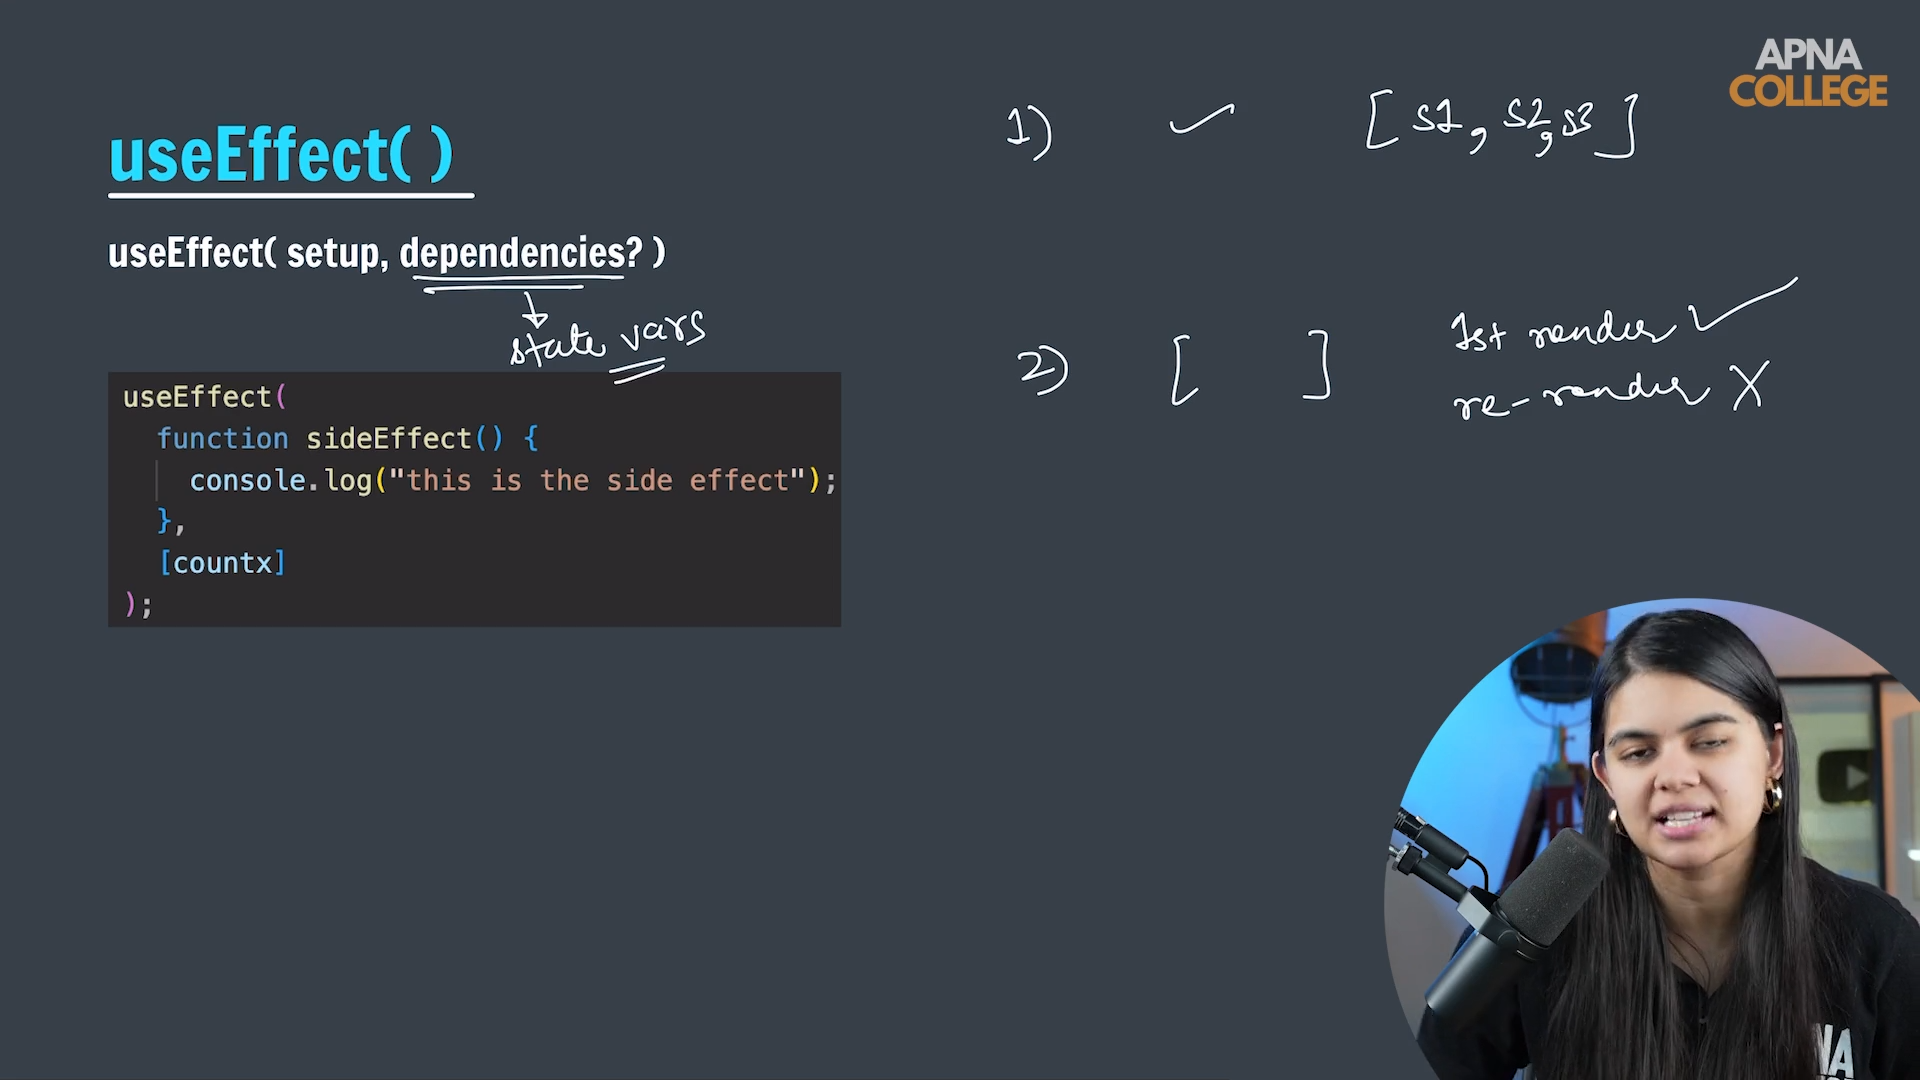 APNA
COLLEGE
useEffect( )
useEffect( setup, dependencies? )
state vars
useEffect(
function sideEffect() {
console.log("this is the side effect");
},
[countx]
);
1) ✓ [ s1, s2, s3 ]
2) [ ] 1st render ✓
re-render X
NA